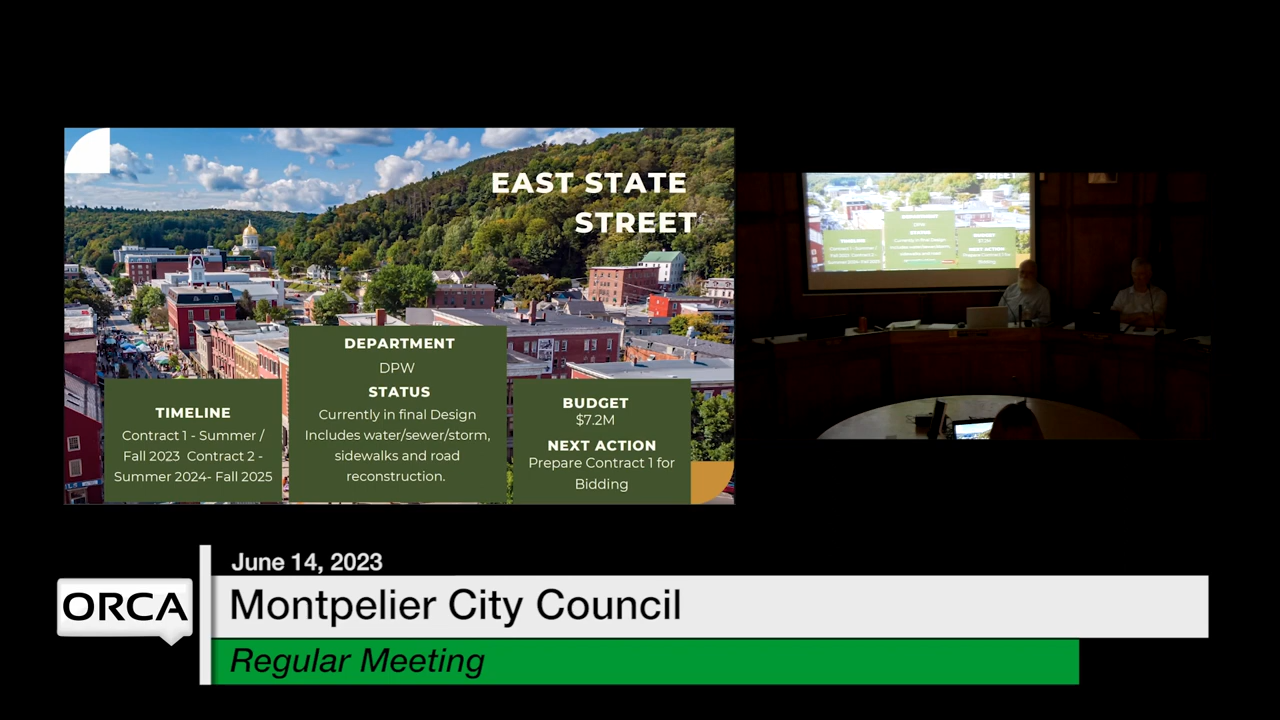 EAST STATE
STREET
DEPARTMENT
DPW
STATUS
Currently in final Design
Includes water/sewer/storm,
sidewalks and road
reconstruction.
TIMELINE
Contract 1 - Summer /
Fall 2023 Contract 2 -
Summer 2024- Fall 2025
BUDGET
$7.2M
NEXT ACTION
Prepare Contract 1 for
Bidding
June 14, 2023
ORCA
Montpelier City Council
Regular Meeting